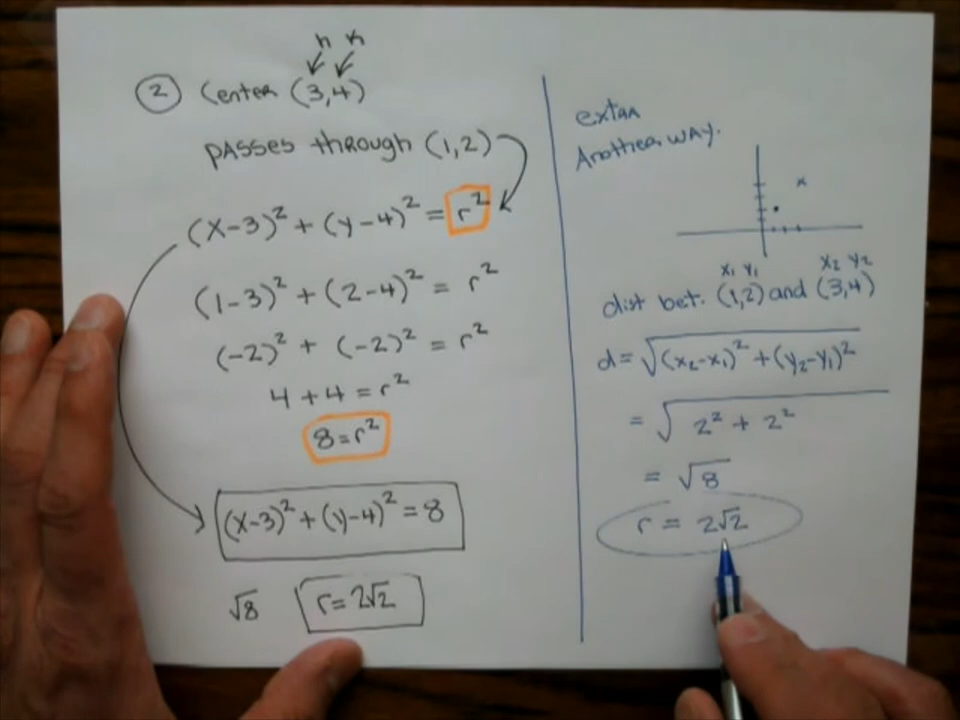 h k
② Center (3,4)
passes through (1,2)
(x-3)² + (y-4)² = r²
(1-3)² + (2-4)² = r²
(-2)² + (-2)² = r²
4 + 4 = r²
8 = r²
(x-3)² + (y-4)² = 8
√8 r = 2√2
extra
Another way.
x₁ y₁ x₂ y₂
dist bet. (1,2) and (3,4)
d = √(x₂-x₁)² + (y₂-y₁)²
= √2² + 2²
= √8
r = 2√2